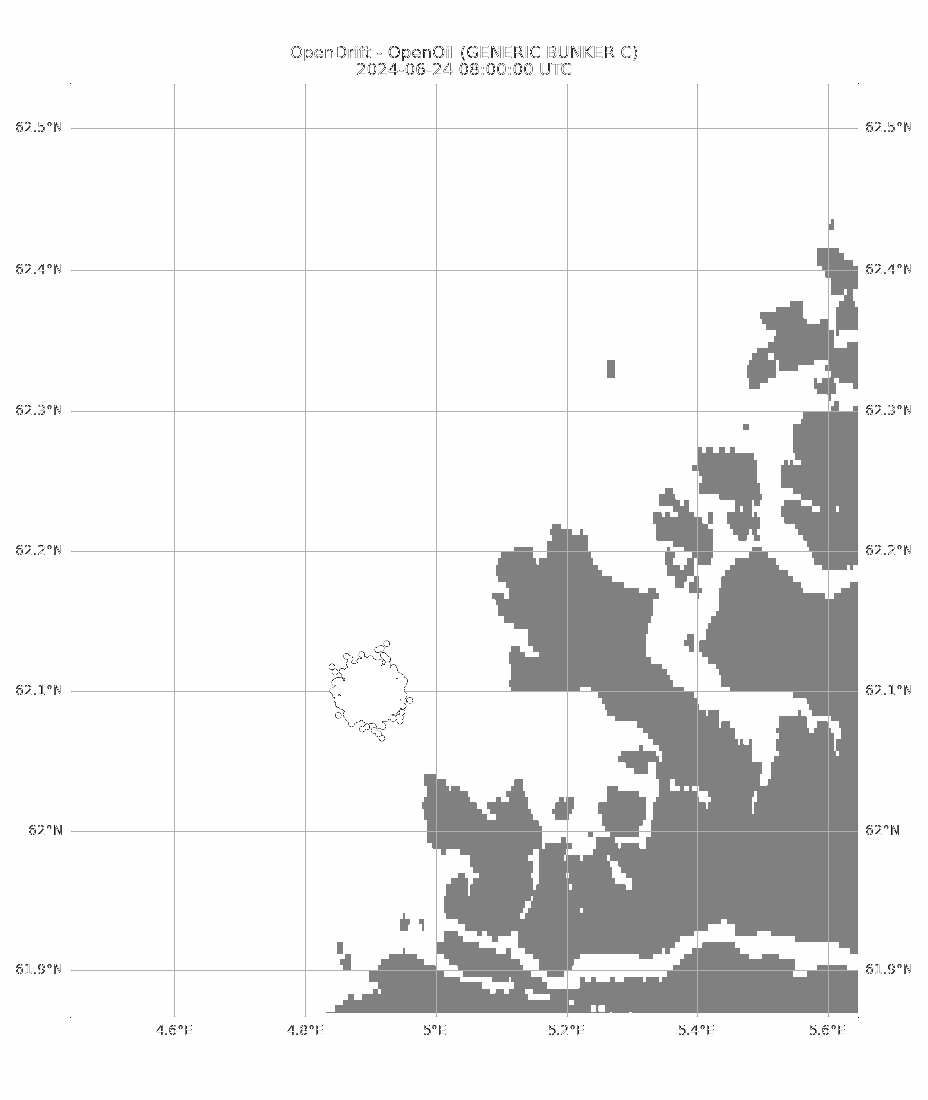 OpenDrift - OpenOil (GENERIC BUNKER C)
2024-06-24 08:00:00 UTC
62.5°N 62.5°N
62.4°N 62.4°N
62.3°N 62.3°N
62.2°N 62.2°N
62.1°N 62.1°N
62°N 62°N
61.9°N 61.9°N
4.6°E 4.8°E 5°E 5.2°E 5.4°E 5.6°E